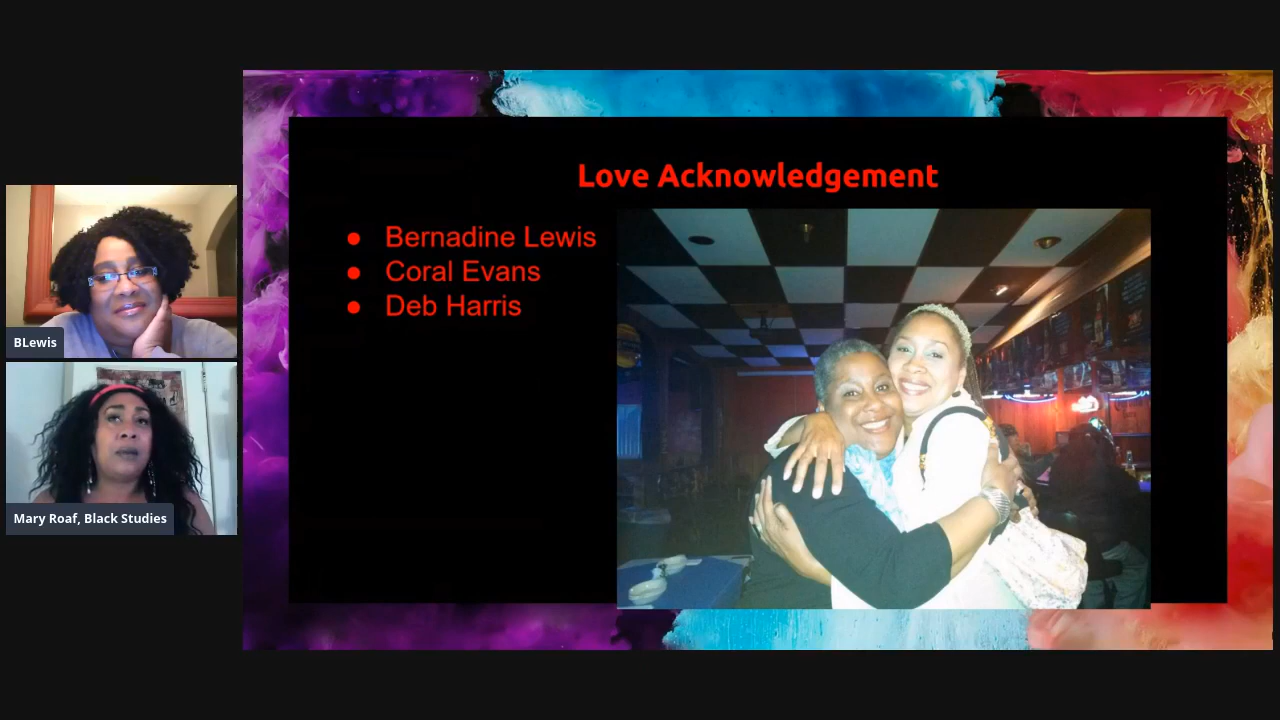 Love Acknowledgement
● Bernadine Lewis
● Coral Evans
● Deb Harris
BLewis
Mary Roaf, Black Studies